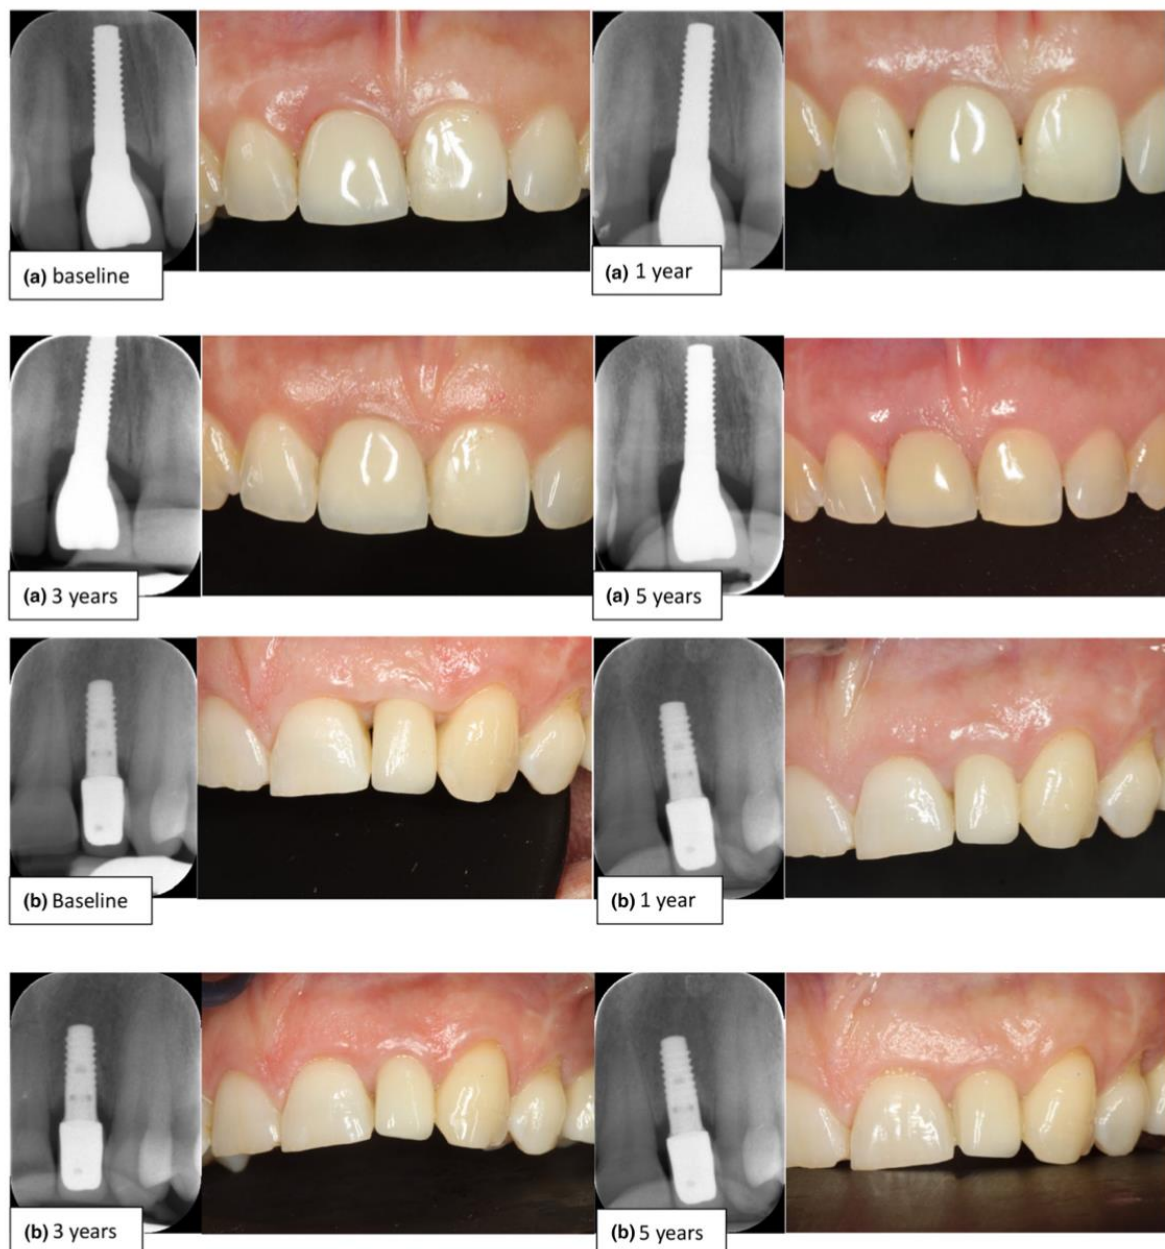 (a) baseline
(a) 1 year
(a) 3 years
(a) 5 years
(b) Baseline
(b) 1 year
(b) 3 years
(b) 5 years